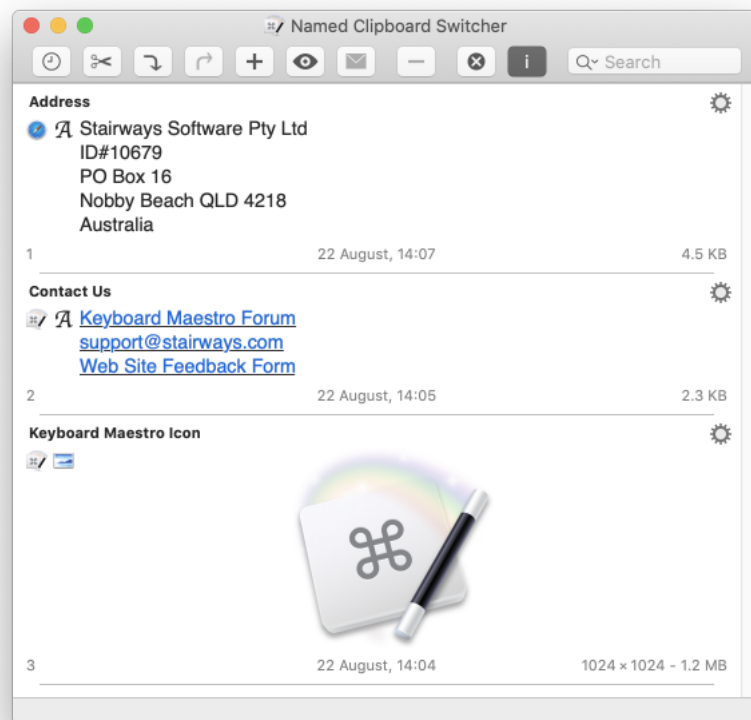 Named Clipboard Switcher
i
Search
Address
Stairways Software Pty Ltd
ID#10679
PO Box 16
Nobby Beach QLD 4218
Australia
1 22 August, 14:07 4.5 KB
Contact Us
Keyboard Maestro Forum
support@stairways.com
Web Site Feedback Form
2 22 August, 14:05 2.3 KB
Keyboard Maestro Icon
⌘
3 22 August, 14:04 1024 × 1024 - 1.2 MB